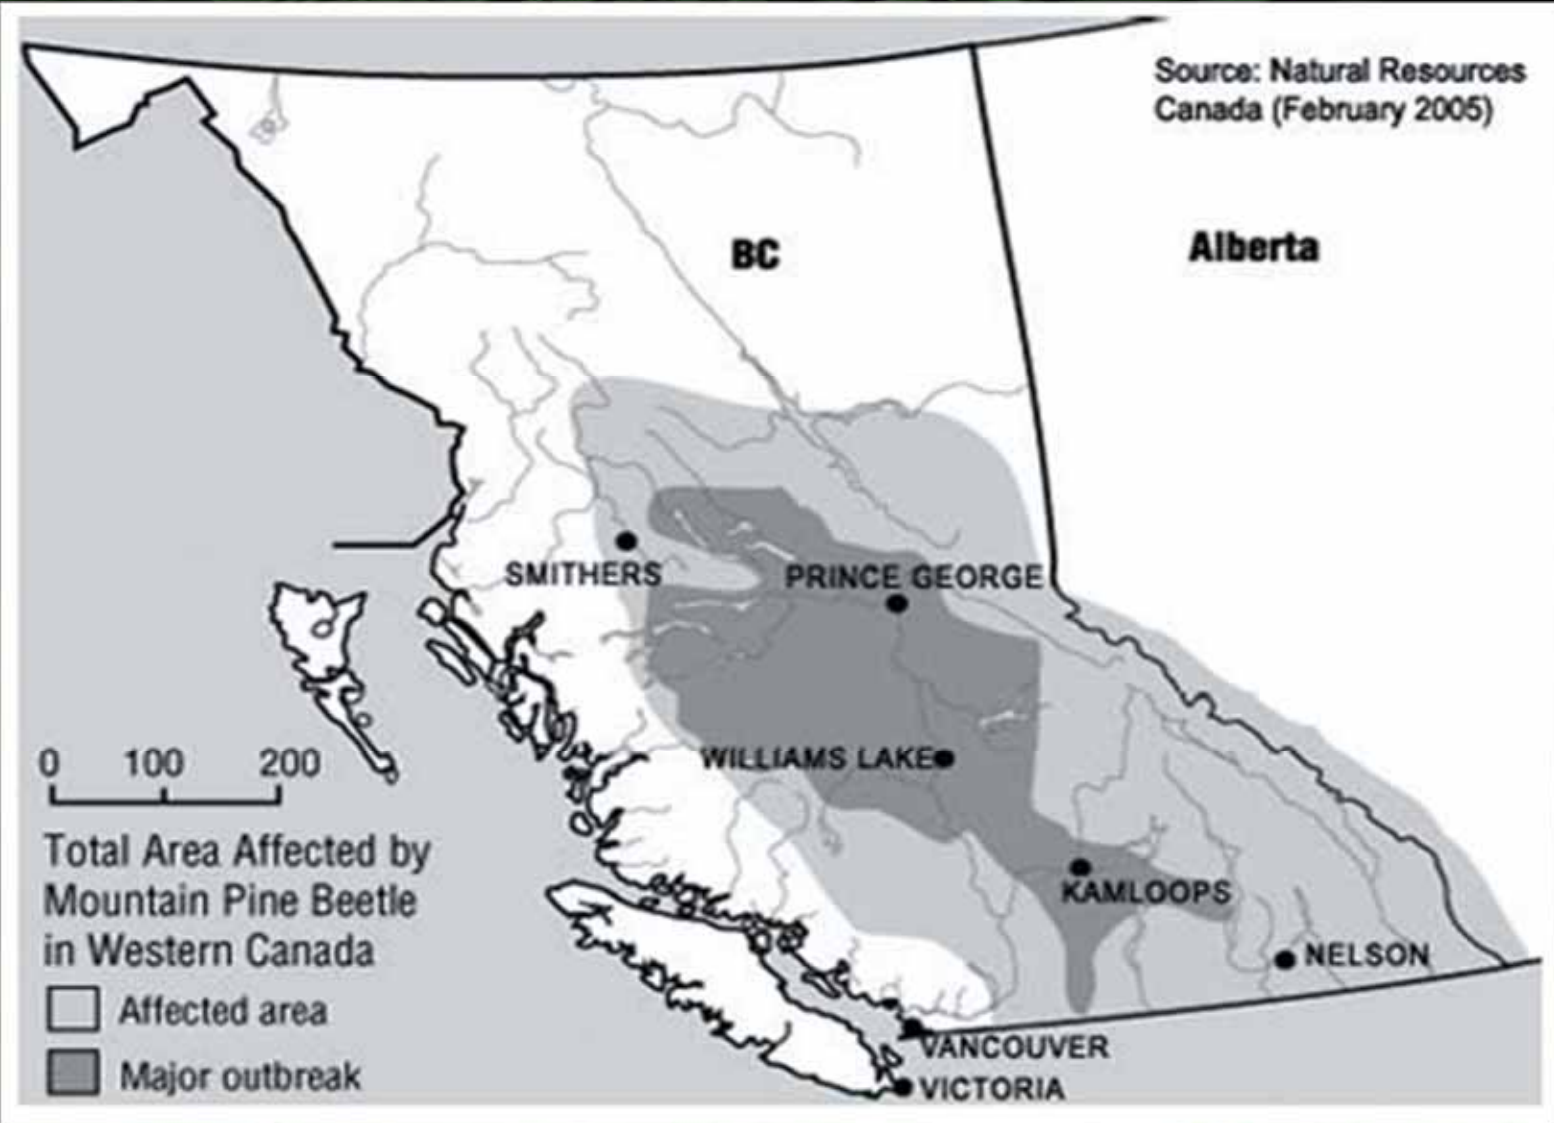 Source: Natural Resources
Canada (February 2005)
BC
Alberta
SMITHERS
PRINCE GEORGE
WILLIAMS LAKE
0 100 200
Total Area Affected by
Mountain Pine Beetle
in Western Canada
Affected area
Major outbreak
KAMLOOPS
NELSON
VANCOUVER
VICTORIA